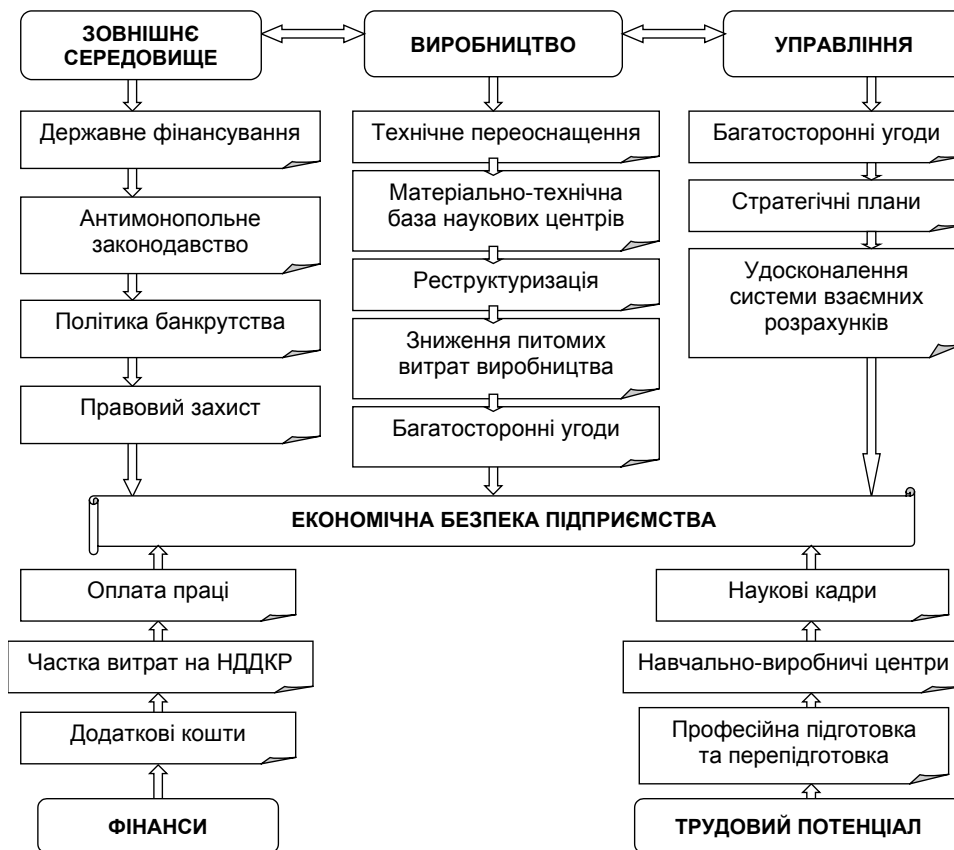 ЗОВНІШНЄ
СЕРЕДОВИЩЕ
ВИРОБНИЦТВО
УПРАВЛІННЯ
Державне фінансування
Антимонопольне
законодавство
Політика банкрутства
Правовий захист
Технічне переоснащення
Матеріально-технічна
база наукових центрів
Реструктуризація
Зниження питомих
витрат виробництва
Багатосторонні угоди
Багатосторонні угоди
Стратегічні плани
Удосконалення
системи взаємних
розрахунків
ЕКОНОМІЧНА БЕЗПЕКА ПІДПРИЄМСТВА
Оплата праці
Частка витрат на НДДКР
Додаткові кошти
ФІНАНСИ
Наукові кадри
Навчально-виробничі центри
Професійна підготовка
та перепідготовка
ТРУДОВИЙ ПОТЕНЦІАЛ